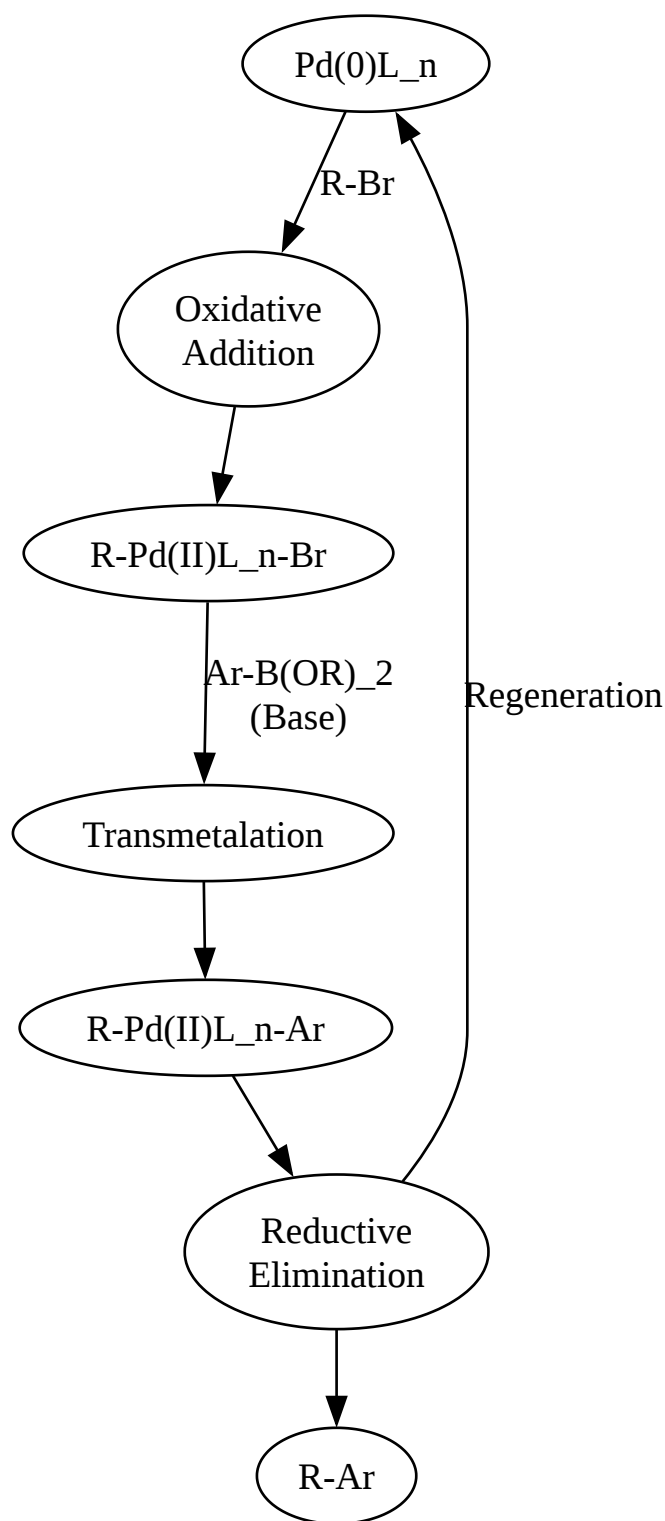 Pd(0)L_n
R-Br
Oxidative
Addition
R-Pd(II)L_n-Br
Ar-B(OR)_2
(Base)
Regeneration
Transmetalation
R-Pd(II)L_n-Ar
Reductive
Elimination
R-Ar